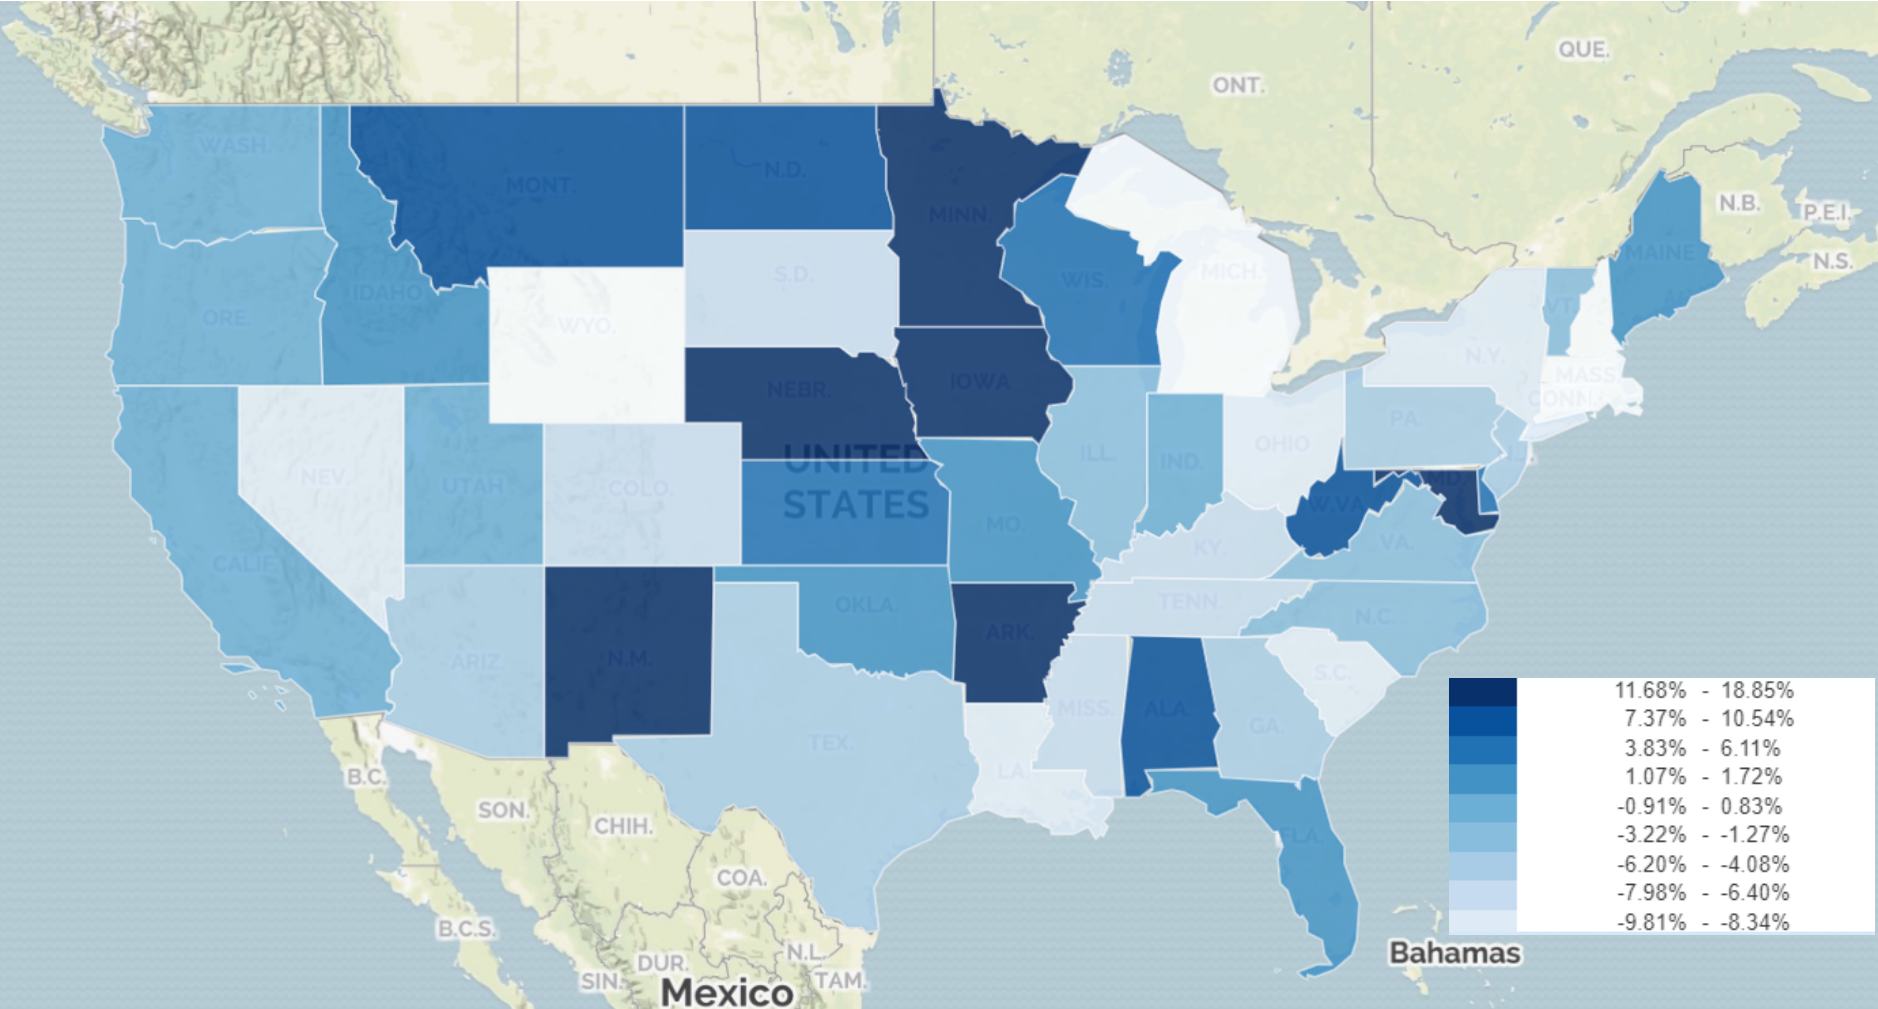 QUE.
ONT.
WASH.
MONT.
N.D.
N.B.
P.E.I.
MINN.
MAINE
N.S.
S.D.
MICH.
WIS.
IDAHO
ORE.
WYO.
VT.
N.Y.
MASS.
CONN.
NEBR.
IOWA
PA.
OHIO
UNITED
STATES
ILL.
IND.
NEV.
UTAH
COLO.
MD.
W.VA.
MO.
KY.
VA.
CALIF.
OKLA.
TENN.
N.C.
ARK.
ARIZ.
N.M.
S.C.
MISS.
ALA.
GA.
TEX.
LA.
FLA.
B.C.
SON.
CHIH.
COA.
B.C.S.
N.L.
DUR.
SIN.
TAM.
Mexico
Bahamas
11.68% - 18.85%
7.37% - 10.54%
3.83% - 6.11%
1.07% - 1.72%
-0.91% - 0.83%
-3.22% - -1.27%
-6.20% - -4.08%
-7.98% - -6.40%
-9.81% - -8.34%